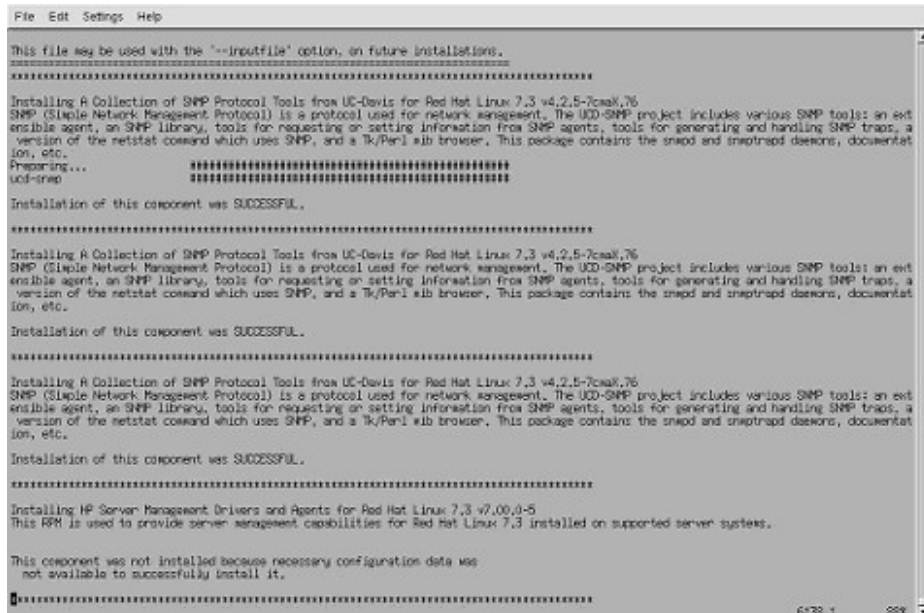 File Edit Settings Help
This file may be used with the '--inputfile' option, on future installations.
================================================================================
********************************************************************************
Installing A Collection of SNMP Protocol Tools from UC-Davis for Red Hat Linux 7.3 v4.2.5-7cmaX.76
SNMP (Simple Network Management Protocol) is a protocol used for network management. The UCD-SNMP project includes various SNMP tools: an ext
ensible agent, an SNMP library, tools for requesting or setting information from SNMP agents, tools for generating and handling SNMP traps, a
version of the netstat command which uses SNMP, and a Tk/Perl mib browser. This package contains the snmpd and snmptrapd daemons, documentat
ion, etc.
Preparing... ##################################################
ucd-snmp ##################################################
Installation of this component was SUCCESSFUL.
********************************************************************************
Installing A Collection of SNMP Protocol Tools from UC-Davis for Red Hat Linux 7.3 v4.2.5-7cmaX.76
SNMP (Simple Network Management Protocol) is a protocol used for network management. The UCD-SNMP project includes various SNMP tools: an ext
ensible agent, an SNMP library, tools for requesting or setting information from SNMP agents, tools for generating and handling SNMP traps, a
version of the netstat command which uses SNMP, and a Tk/Perl mib browser. This package contains the snmpd and snmptrapd daemons, documentat
ion, etc.
Installation of this component was SUCCESSFUL.
********************************************************************************
Installing A Collection of SNMP Protocol Tools from UC-Davis for Red Hat Linux 7.3 v4.2.5-7cmaX.76
SNMP (Simple Network Management Protocol) is a protocol used for network management. The UCD-SNMP project includes various SNMP tools: an ext
ensible agent, an SNMP library, tools for requesting or setting information from SNMP agents, tools for generating and handling SNMP traps, a
version of the netstat command which uses SNMP, and a Tk/Perl mib browser. This package contains the snmpd and snmptrapd daemons, documentat
ion, etc.
Installation of this component was SUCCESSFUL.
********************************************************************************
Installing HP Server Management Drivers and Agents for Red Hat Linux 7.3 v7.00.0-5
This RPM is used to provide server management capabilities for Red Hat Linux 7.3 installed on supported server systems.
This component was not installed because necessary configuration data was
not available to successfully install it.
********************************************************************************